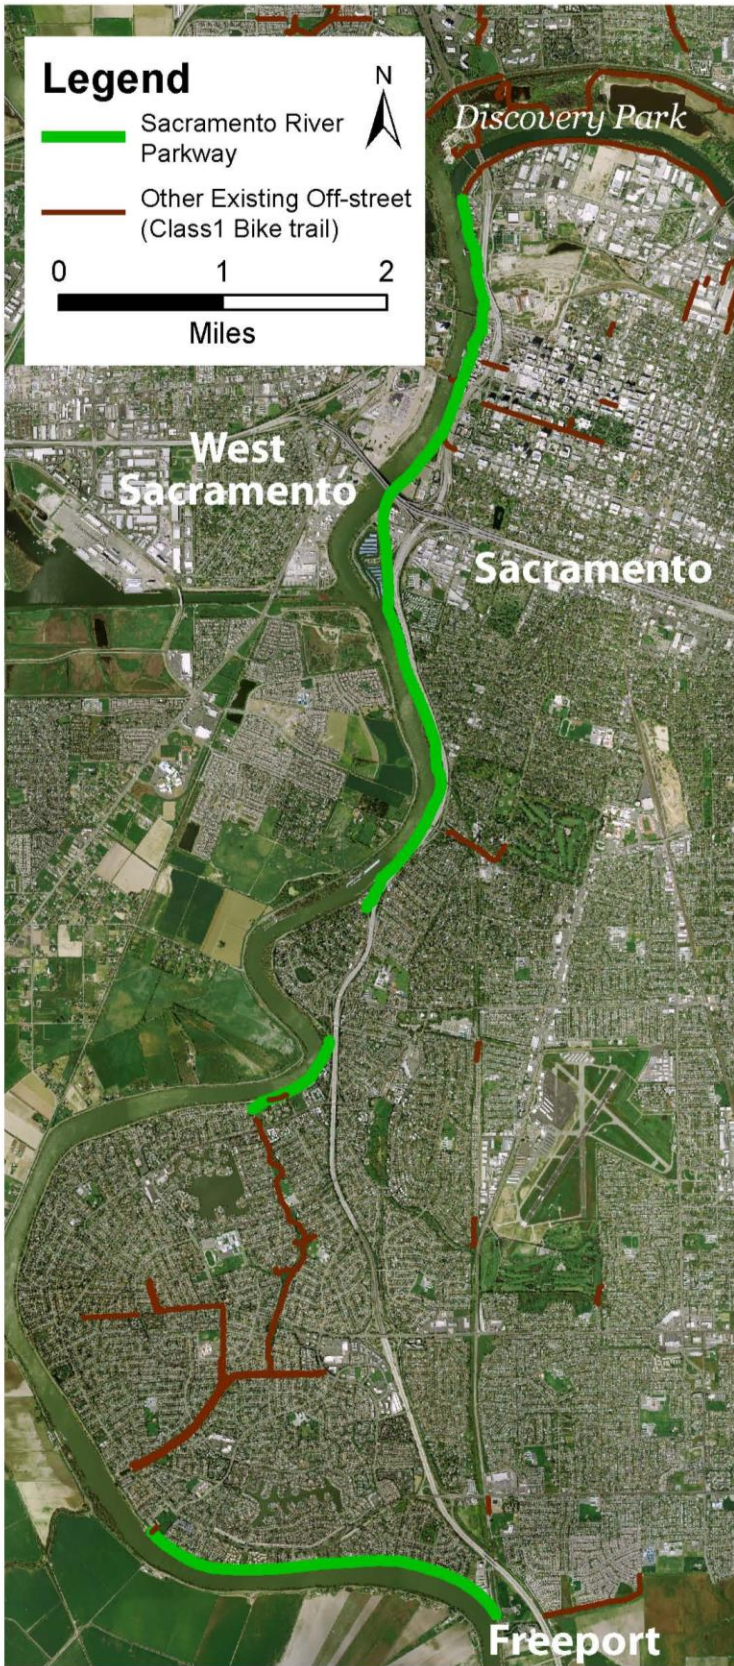 Legend
N
Sacramento River
Parkway
Other Existing Off-street
(Class1 Bike trail)
0 1 2
Miles
Discovery Park
West
Sacramento
Sacramento
Freeport